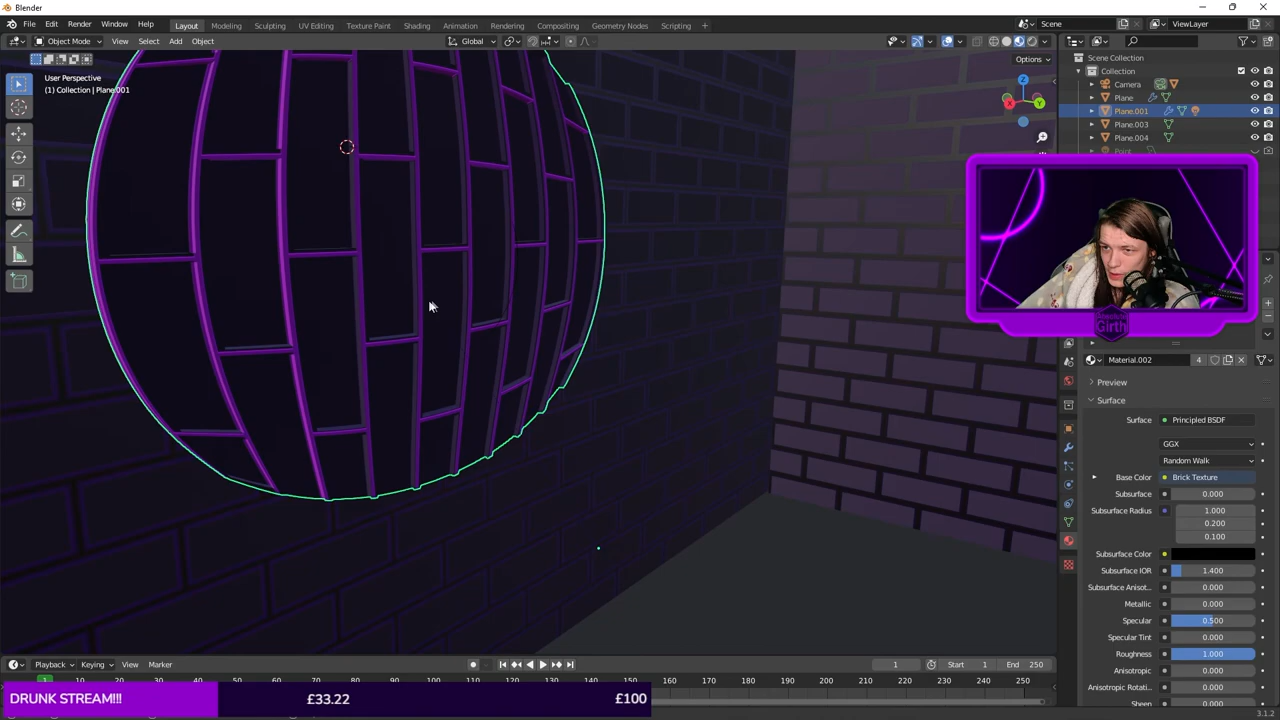 Blender
File Edit Render Window Help
Layout Modeling Sculpting UV Editing Texture Paint Shading Animation Rendering Compositing Geometry Nodes Scripting +
Scene ViewLayer
Object Mode View Select Add Object Global
Options
User Perspective
(1) Collection | Plane.001
X Y Z
Scene Collection
Collection
Camera
Plane
Plane.001
Plane.003
Plane.004
Point
Girth
Material.002 4
Preview
Surface
Surface Principled BSDF
GGX
Random Walk
Base Color Brick Texture
Subsurface 0.000
Subsurface Radius 1.000
0.200
0.100
Subsurface Color
Subsurface IOR 1.400
Subsurface Anisot... 0.000
Metallic 0.000
Specular 0.500
Specular Tint 0.000
Roughness 1.000
Anisotropic 0.000
Anisotropic Rotati... 0.000
Sheen 0.000
Playback Keying View Marker
1 Start 1 End 250
1 10 20 30 40 50 60 70 80 90 100 110 120 130 140 150 160 170 180 190 200 210 220 230 240 250
DRUNK STREAM!!! £33.22 £100
3.1.2